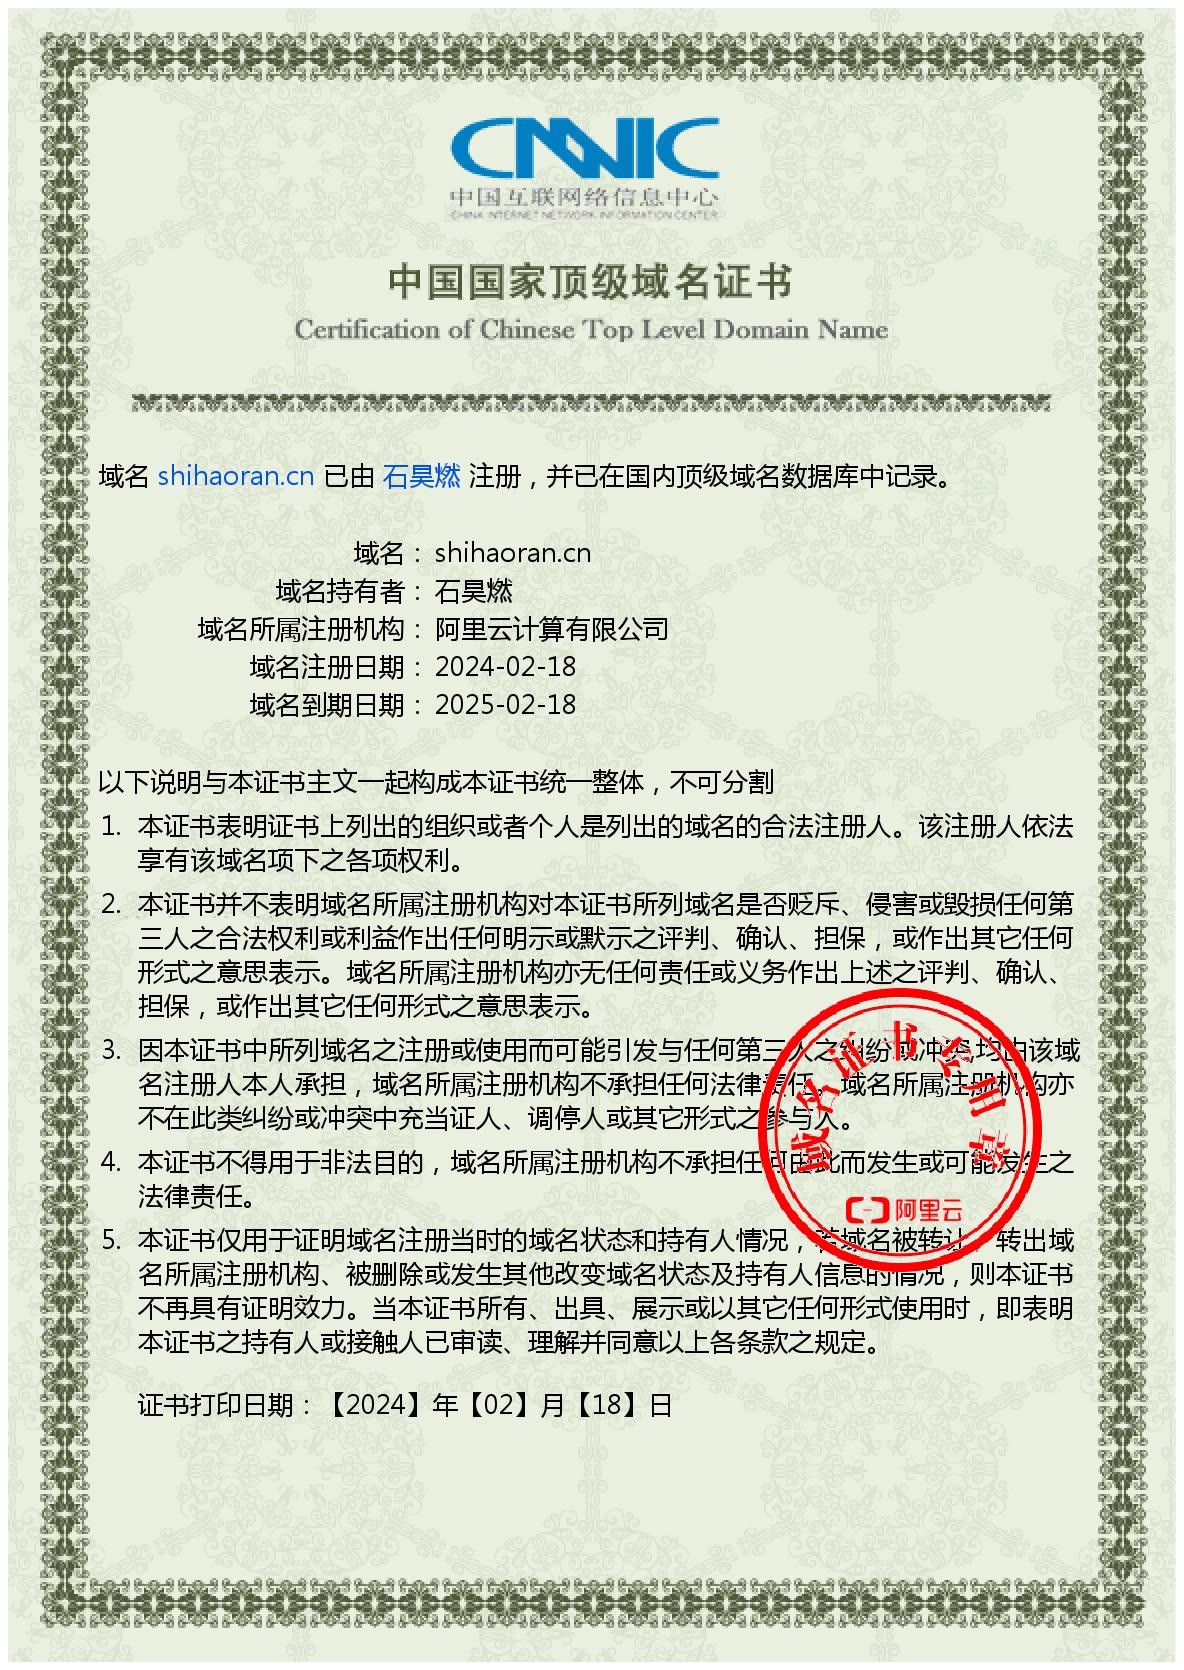 CNNIC
中国互联网络信息中心
CHINA INTERNET NETWORK INFORMATION CENTER
中国国家顶级域名证书
Certification of Chinese Top Level Domain Name
域名 shihaoran.cn 已由 石昊燃 注册，并已在国内顶级域名数据库中记录。
域名： shihaoran.cn
域名持有者： 石昊燃
域名所属注册机构： 阿里云计算有限公司
域名注册日期： 2024-02-18
域名到期日期： 2025-02-18
以下说明与本证书主文一起构成本证书统一整体，不可分割
1. 本证书表明证书上列出的组织或者个人是列出的域名的合法注册人。该注册人依法
享有该域名项下之各项权利。
2. 本证书并不表明域名所属注册机构对本证书所列域名是否贬斥、侵害或毁损任何第
三人之合法权利或利益作出任何明示或默示之评判、确认、担保，或作出其它任何
形式之意思表示。域名所属注册机构亦无任何责任或义务作出上述之评判、确认、
担保，或作出其它任何形式之意思表示。
3. 因本证书中所列域名之注册或使用而可能引发与任何第三人之纠纷或冲突，均由该域
名注册人本人承担，域名所属注册机构不承担任何法律责任。域名所属注册机构亦
不在此类纠纷或冲突中充当证人、调停人或其它形式之参与人。
4. 本证书不得用于非法目的，域名所属注册机构不承担任何由此而发生或可能发生之
法律责任。
5. 本证书仅用于证明域名注册当时的域名状态和持有人情况，若域名被转让、转出域
名所属注册机构、被删除或发生其他改变域名状态及持有人信息的情况，则本证书
不再具有证明效力。当本证书所有、出具、展示或以其它任何形式使用时，即表明
本证书之持有人或接触人已审读、理解并同意以上各条款之规定。
域名证书专用章
阿里云
证书打印日期：【2024】年【02】月【18】日